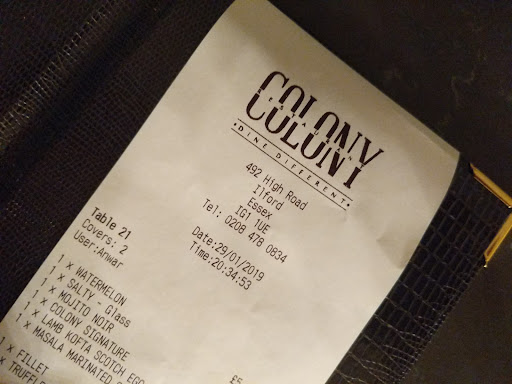 COLONY
COLONY
•DINE DIFFERENT•
492 High Road
Ilford
Essex
IG1 1UE
Tel: 0208 478 0834
Date:29/01/2019
Time:20:34:53
Table 21
Covers: 2
User:Anwar
1 x WATERMELON
1 x SALTY - Glass
1 x MOJITO NOIR
1 x COLONY SIGNATURE
1 x LAMB KOFTA SCOTCH EGG
1 x MASALA MARINATED
1 x FILLET
x TRUFFL
£5